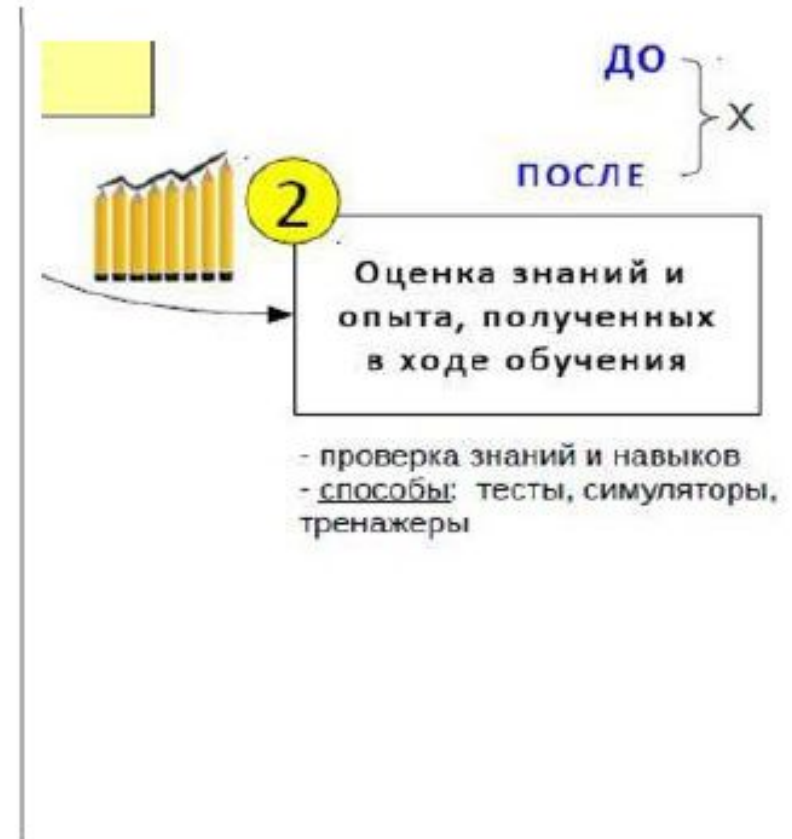 ДО
Х
ПОСЛЕ
2
Оценка знаний и
опыта, полученных
в ходе обучения
- проверка знаний и навыков
- способы: тесты, симуляторы,
тренажеры